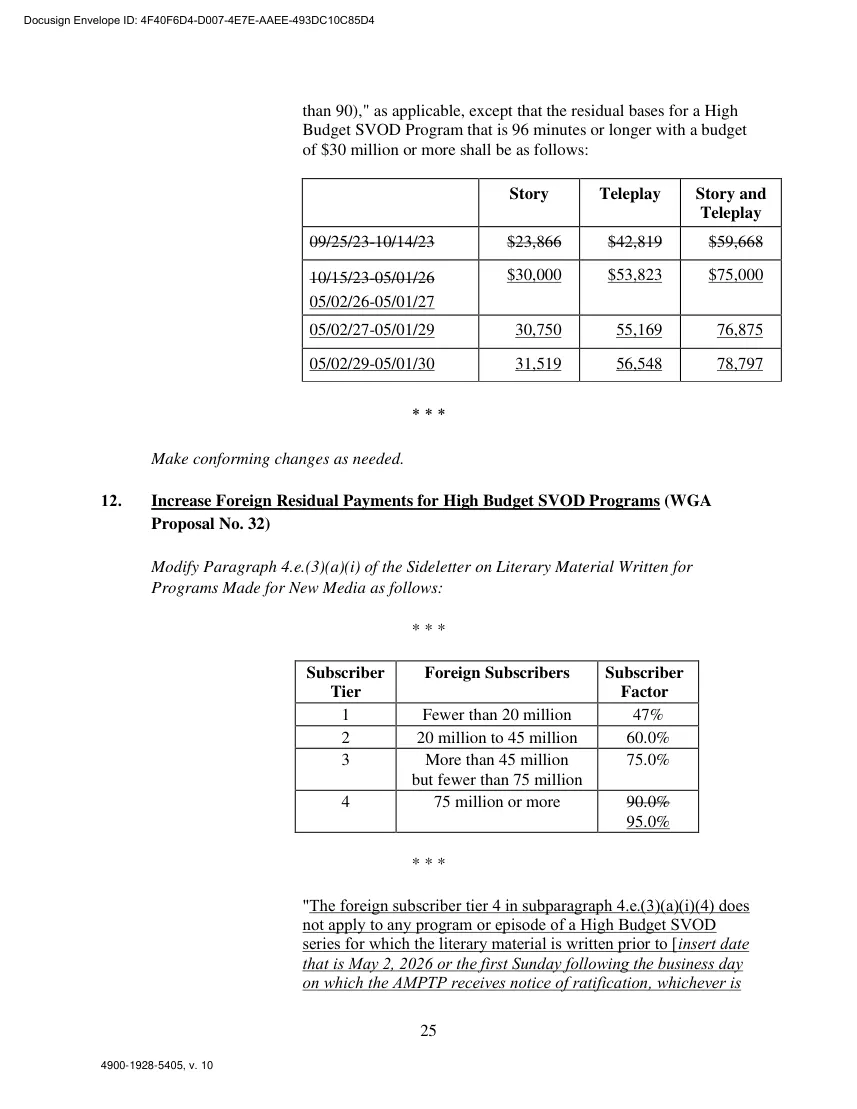 Docusign Envelope ID: 4F40F6D4-D007-4E7E-AAEE-493DC10C85D4
than 90)," as applicable, except that the residual bases for a High
Budget SVOD Program that is 96 minutes or longer with a budget
of $30 million or more shall be as follows:
Story Teleplay Story and
Teleplay
09/25/23-10/14/23 $23,866 $42,819 $59,668
10/15/23-05/01/26 $30,000 $53,823 $75,000
05/02/26-05/01/27
05/02/27-05/01/29 30,750 55,169 76,875
05/02/29-05/01/30 31,519 56,548 78,797
* * *
Make conforming changes as needed.
12. Increase Foreign Residual Payments for High Budget SVOD Programs (WGA
Proposal No. 32)
Modify Paragraph 4.e.(3)(a)(i) of the Sideletter on Literary Material Written for
Programs Made for New Media as follows:
* * *
Subscriber Foreign Subscribers Subscriber
Tier Factor
1 Fewer than 20 million 47%
2 20 million to 45 million 60.0%
3 More than 45 million 75.0%
but fewer than 75 million
4 75 million or more 90.0%
95.0%
* * *
"The foreign subscriber tier 4 in subparagraph 4.e.(3)(a)(i)(4) does
not apply to any program or episode of a High Budget SVOD
series for which the literary material is written prior to [insert date
that is May 2, 2026 or the first Sunday following the business day
on which the AMPTP receives notice of ratification, whichever is
25
4900-1928-5405, v. 10